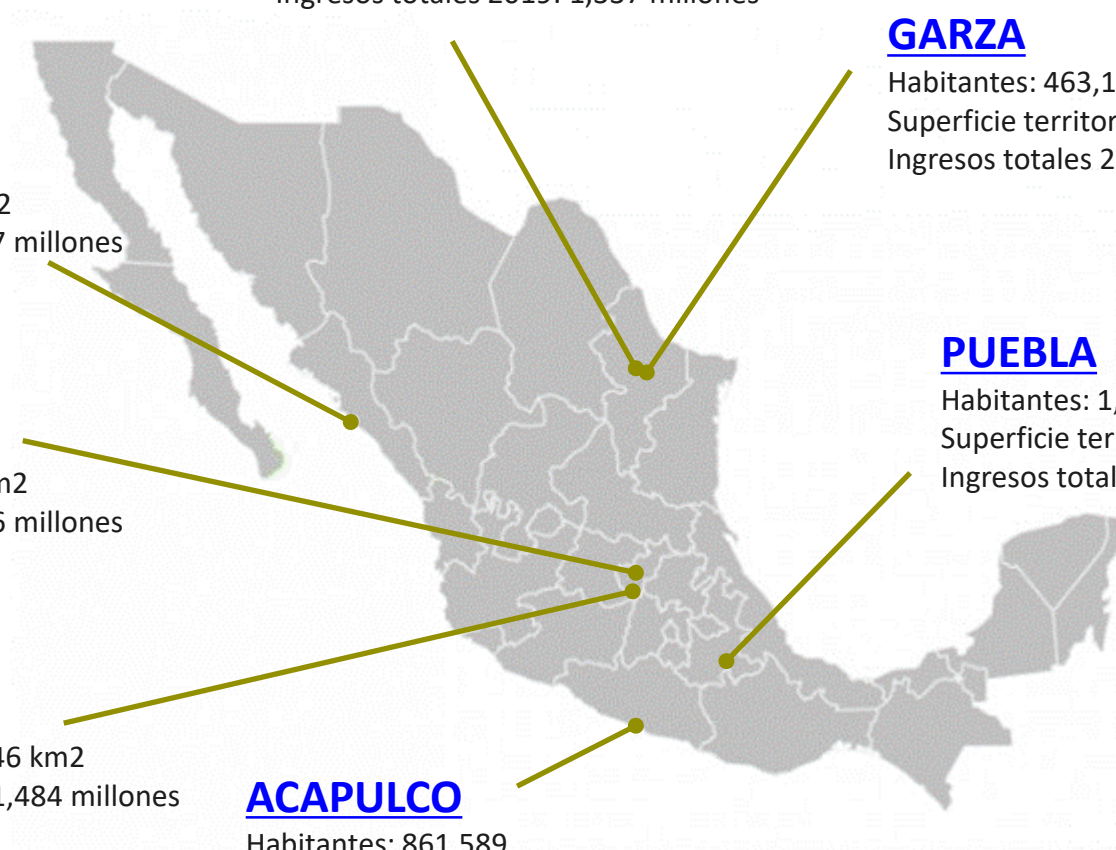 Ingresos totales 2019: 1,537 millones
GARZA
Habitantes: 463,1
Superficie territor
Ingresos totales 2
2
7 millones
PUEBLA
Habitantes: 1,
Superficie ter
Ingresos total
m2
6 millones
46 km2
1,484 millones
ACAPULCO
Habitantes: 861,589